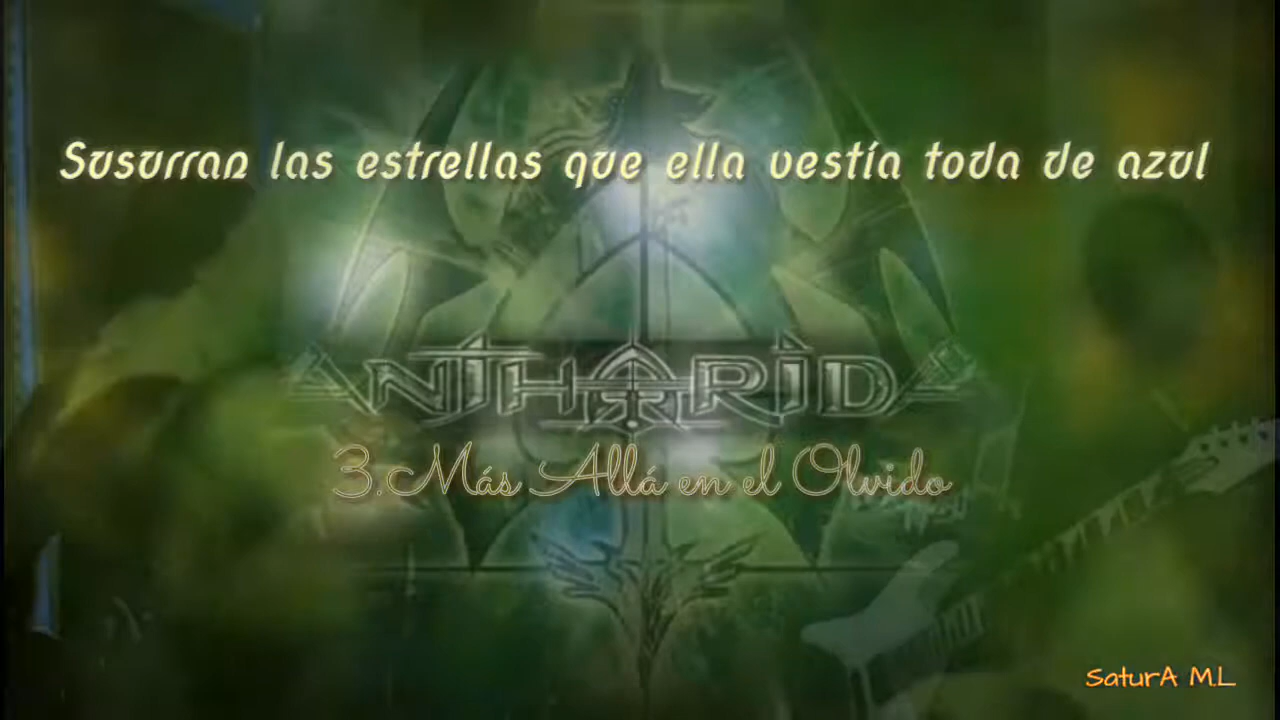 Susurran las estrellas que ella vestía toda de azul
ANTHARIDA
3.Más Allá en el Olvido
SaturA M.L